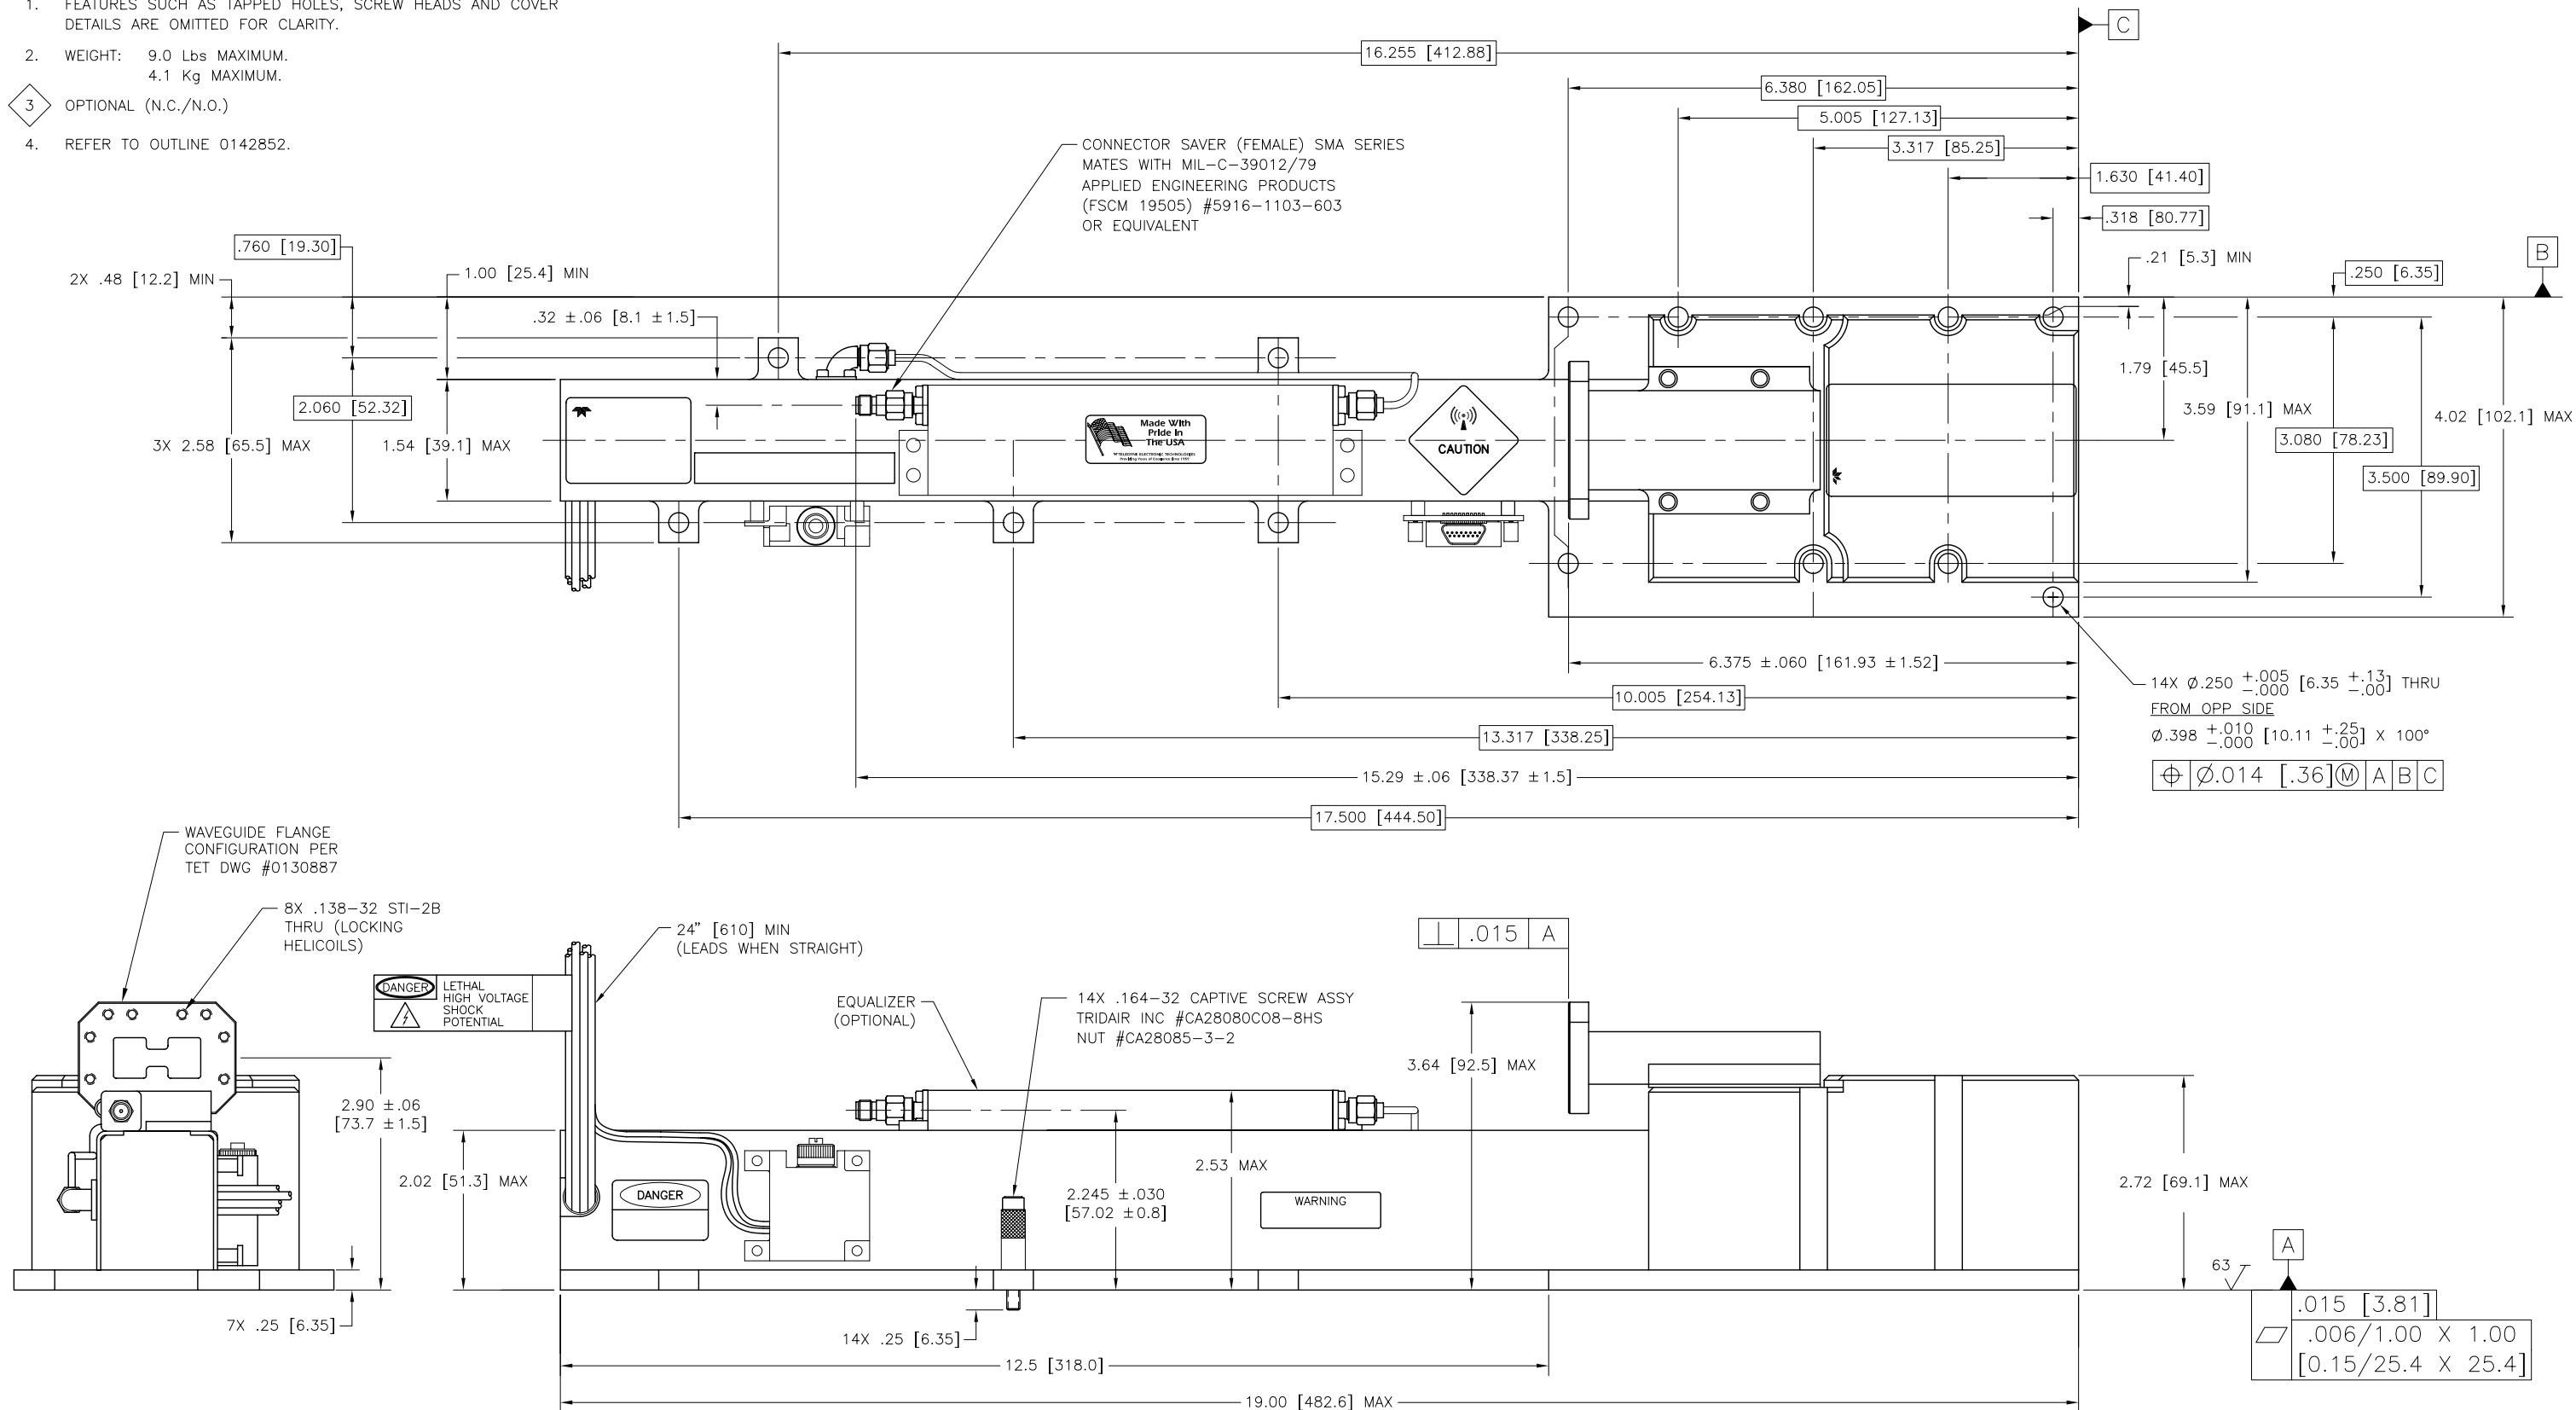 1. FEATURES SUCH AS TAPPED HOLES, SCREW HEADS AND COVER
DETAILS ARE OMITTED FOR CLARITY.
2. WEIGHT: 9.0 Lbs MAXIMUM.
4.1 Kg MAXIMUM.
3 OPTIONAL (N.C./N.O.)
4. REFER TO OUTLINE 0142852.
C
16.255 [412.88]
6.380 [162.05]
5.005 [127.13]
3.317 [85.25]
1.630 [41.40]
.318 [80.77]
CONNECTOR SAVER (FEMALE) SMA SERIES
MATES WITH MIL-C-39012/79
APPLIED ENGINEERING PRODUCTS
(FSCM 19505) #5916-1103-603
OR EQUIVALENT
.760 [19.30]
2X .48 [12.2] MIN
1.00 [25.4] MIN
.32 ±.06 [8.1 ±1.5]
.21 [5.3] MIN
.250 [6.35]
B
2.060 [52.32]
3X 2.58 [65.5] MAX
1.54 [39.1] MAX
Made With
Pride In
The USA
TELEDYNE ELECTRONIC TECHNOLOGIES
CAUTION
1.79 [45.5]
3.59 [91.1] MAX
4.02 [102.1] MAX
3.080 [78.23]
3.500 [89.90]
6.375 ±.060 [161.93 ±1.52]
10.005 [254.13]
13.317 [338.25]
15.29 ±.06 [338.37 ±1.5]
17.500 [444.50]
14X Ø.250 +.005 -.000 [6.35 +.13 -.00] THRU
FROM OPP SIDE
Ø.398 +.010 -.000 [10.11 +.25 -.00] X 100°
⌖ Ø.014 [.36]Ⓜ A B C
WAVEGUIDE FLANGE
CONFIGURATION PER
TET DWG #0130887
8X .138-32 STI-2B
THRU (LOCKING
HELICOILS)
24" [610] MIN
(LEADS WHEN STRAIGHT)
DANGER
LETHAL
HIGH VOLTAGE
SHOCK
POTENTIAL
EQUALIZER
(OPTIONAL)
14X .164-32 CAPTIVE SCREW ASSY
TRIDAIR INC #CA28080CO8-8HS
NUT #CA28085-3-2
⊥ .015 A
3.64 [92.5] MAX
2.90 ±.06
[73.7 ±1.5]
2.02 [51.3] MAX
DANGER
2.53 MAX
2.245 ±.030
[57.02 ±0.8]
WARNING
2.72 [69.1] MAX
7X .25 [6.35]
14X .25 [6.35]
63
A
.015 [3.81]
⏥ .006/1.00 X 1.00
[0.15/25.4 X 25.4]
12.5 [318.0]
19.00 [482.6] MAX